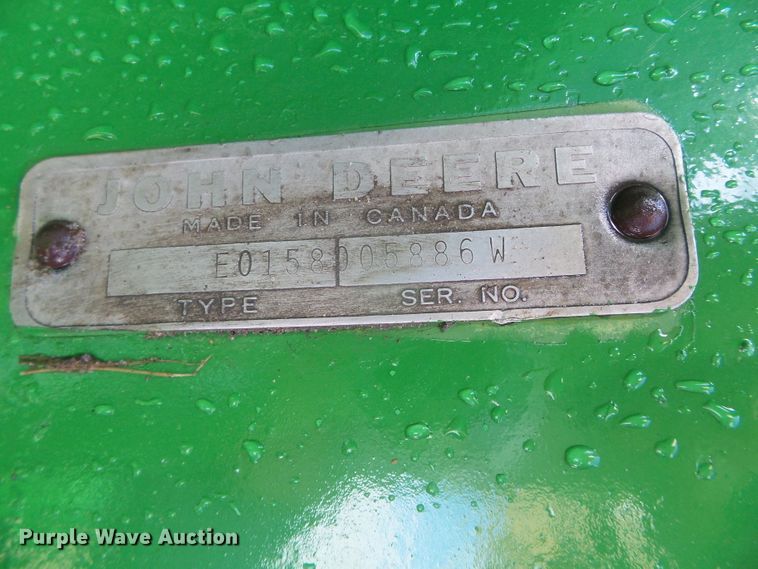 JOHN DEERE
MADE IN CANADA
E0158 005886 W
TYPE SER. NO.
Purple Wave Auction®